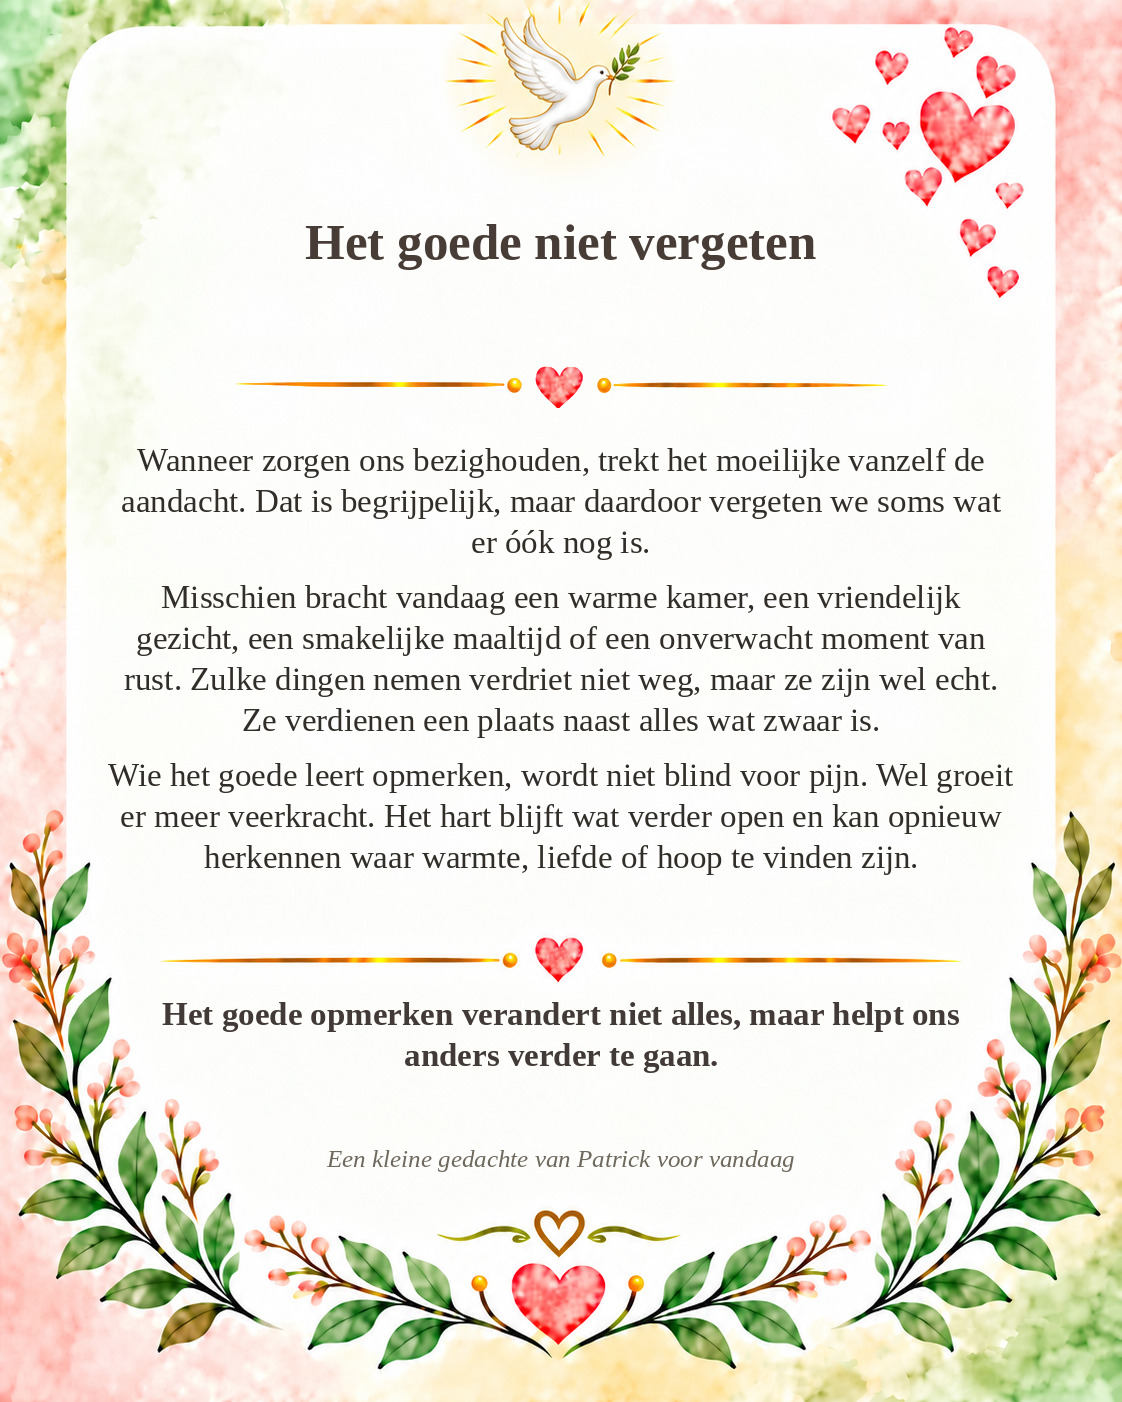 Het goede niet vergeten
Wanneer zorgen ons bezighouden, trekt het moeilijke vanzelf de
aandacht. Dat is begrijpelijk, maar daardoor vergeten we soms wat
er óók nog is.
Misschien bracht vandaag een warme kamer, een vriendelijk
gezicht, een smakelijke maaltijd of een onverwacht moment van
rust. Zulke dingen nemen verdriet niet weg, maar ze zijn wel echt.
Ze verdienen een plaats naast alles wat zwaar is.
Wie het goede leert opmerken, wordt niet blind voor pijn. Wel groeit
er meer veerkracht. Het hart blijft wat verder open en kan opnieuw
herkennen waar warmte, liefde of hoop te vinden zijn.
Het goede opmerken verandert niet alles, maar helpt ons
anders verder te gaan.
Een kleine gedachte van Patrick voor vandaag